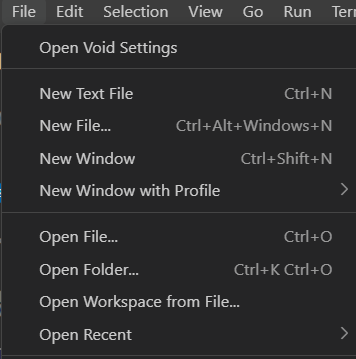 File Edit Selection View Go Run Terr
Open Void Settings
New Text File Ctrl+N
New File... Ctrl+Alt+Windows+N
New Window Ctrl+Shift+N
New Window with Profile
Open File... Ctrl+O
Open Folder... Ctrl+K Ctrl+O
Open Workspace from File...
Open Recent